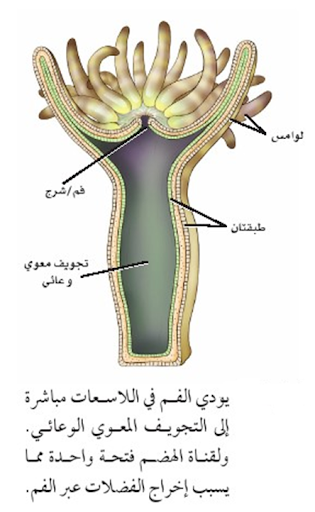 لوامس
فم/شرج
طبقتان
تجويف معوي
وعائي
يودي الفم في اللاسعات مباشرة
إلى التجويف المعوي الوعائي.
ولقناة الهضم فتحة واحدة مما
يسبب إخراج الفضلات عبر الفم.